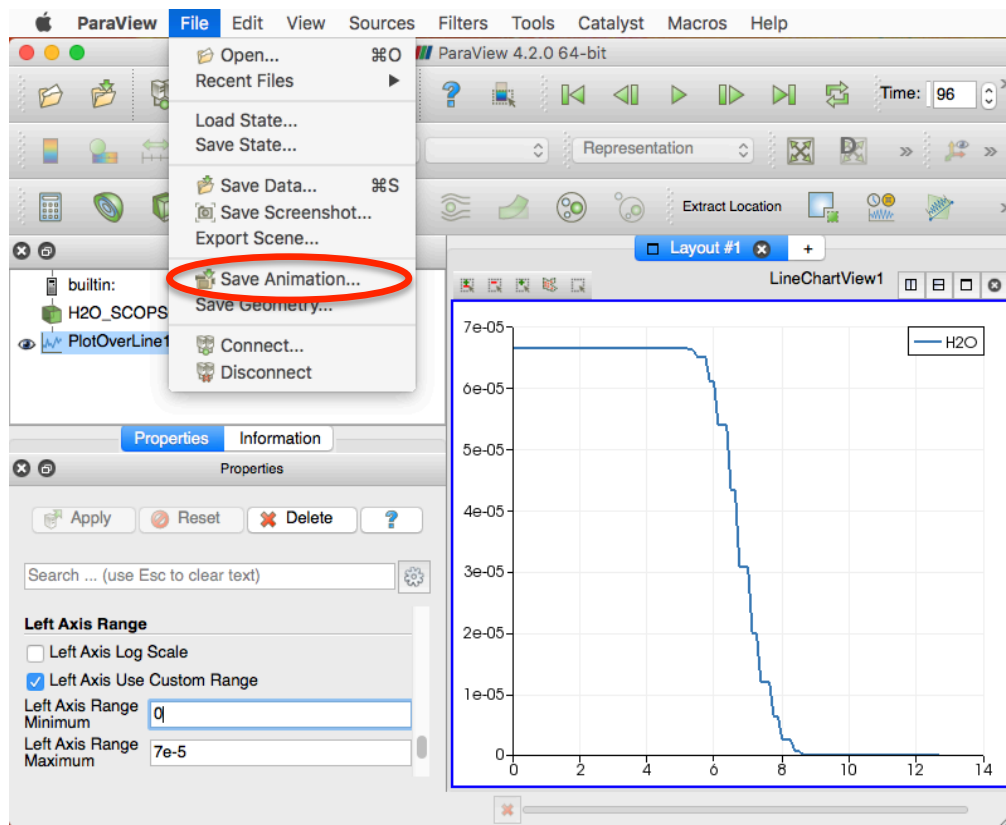 ParaView File Edit View Sources Filters Tools Catalyst Macros Help
ParaView 4.2.0 64-bit
Open... ⌘O
Recent Files ▶
Load State...
Save State...
Save Data... ⌘S
Save Screenshot...
Export Scene...
Save Animation...
Save Geometry...
Connect...
Disconnect
Time: 96
Representation
Extract Location
Layout #1 +
builtin:
H2O_SCOPS
PlotOverLine1
LineChartView1
Properties Information
Properties
Apply Reset Delete ?
Search ... (use Esc to clear text)
Left Axis Range
Left Axis Log Scale
Left Axis Use Custom Range
Left Axis Range Minimum 0
Left Axis Range Maximum 7e-5
H2O
7e-05
6e-05
5e-05
4e-05
3e-05
2e-05
1e-05
0
0 2 4 6 8 10 12 14